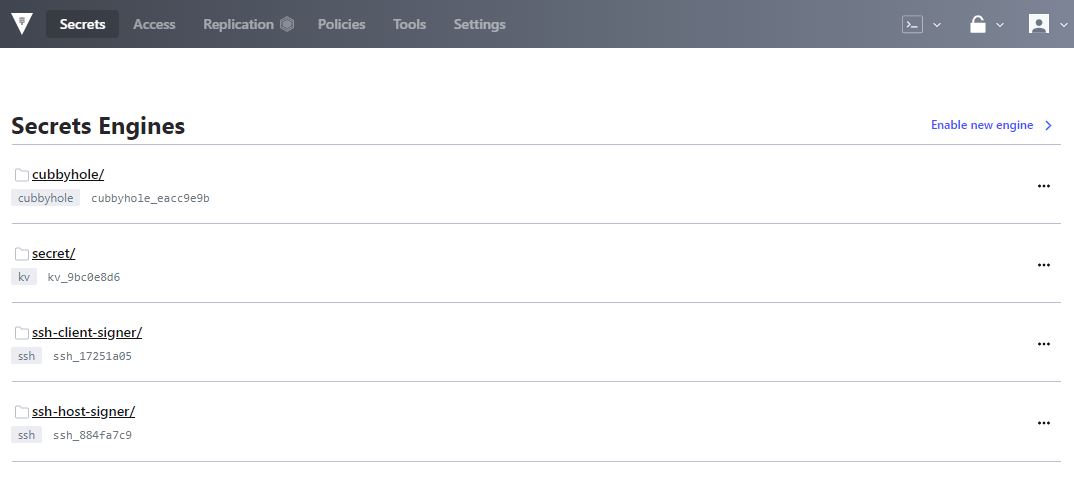 Secrets Access Replication Policies Tools Settings
Secrets Engines
Enable new engine
cubbyhole/
cubbyhole cubbyhole_eacc9e9b
secret/
kv kv_9bc0e8d6
ssh-client-signer/
ssh ssh_17251a05
ssh-host-signer/
ssh ssh_884fa7c9